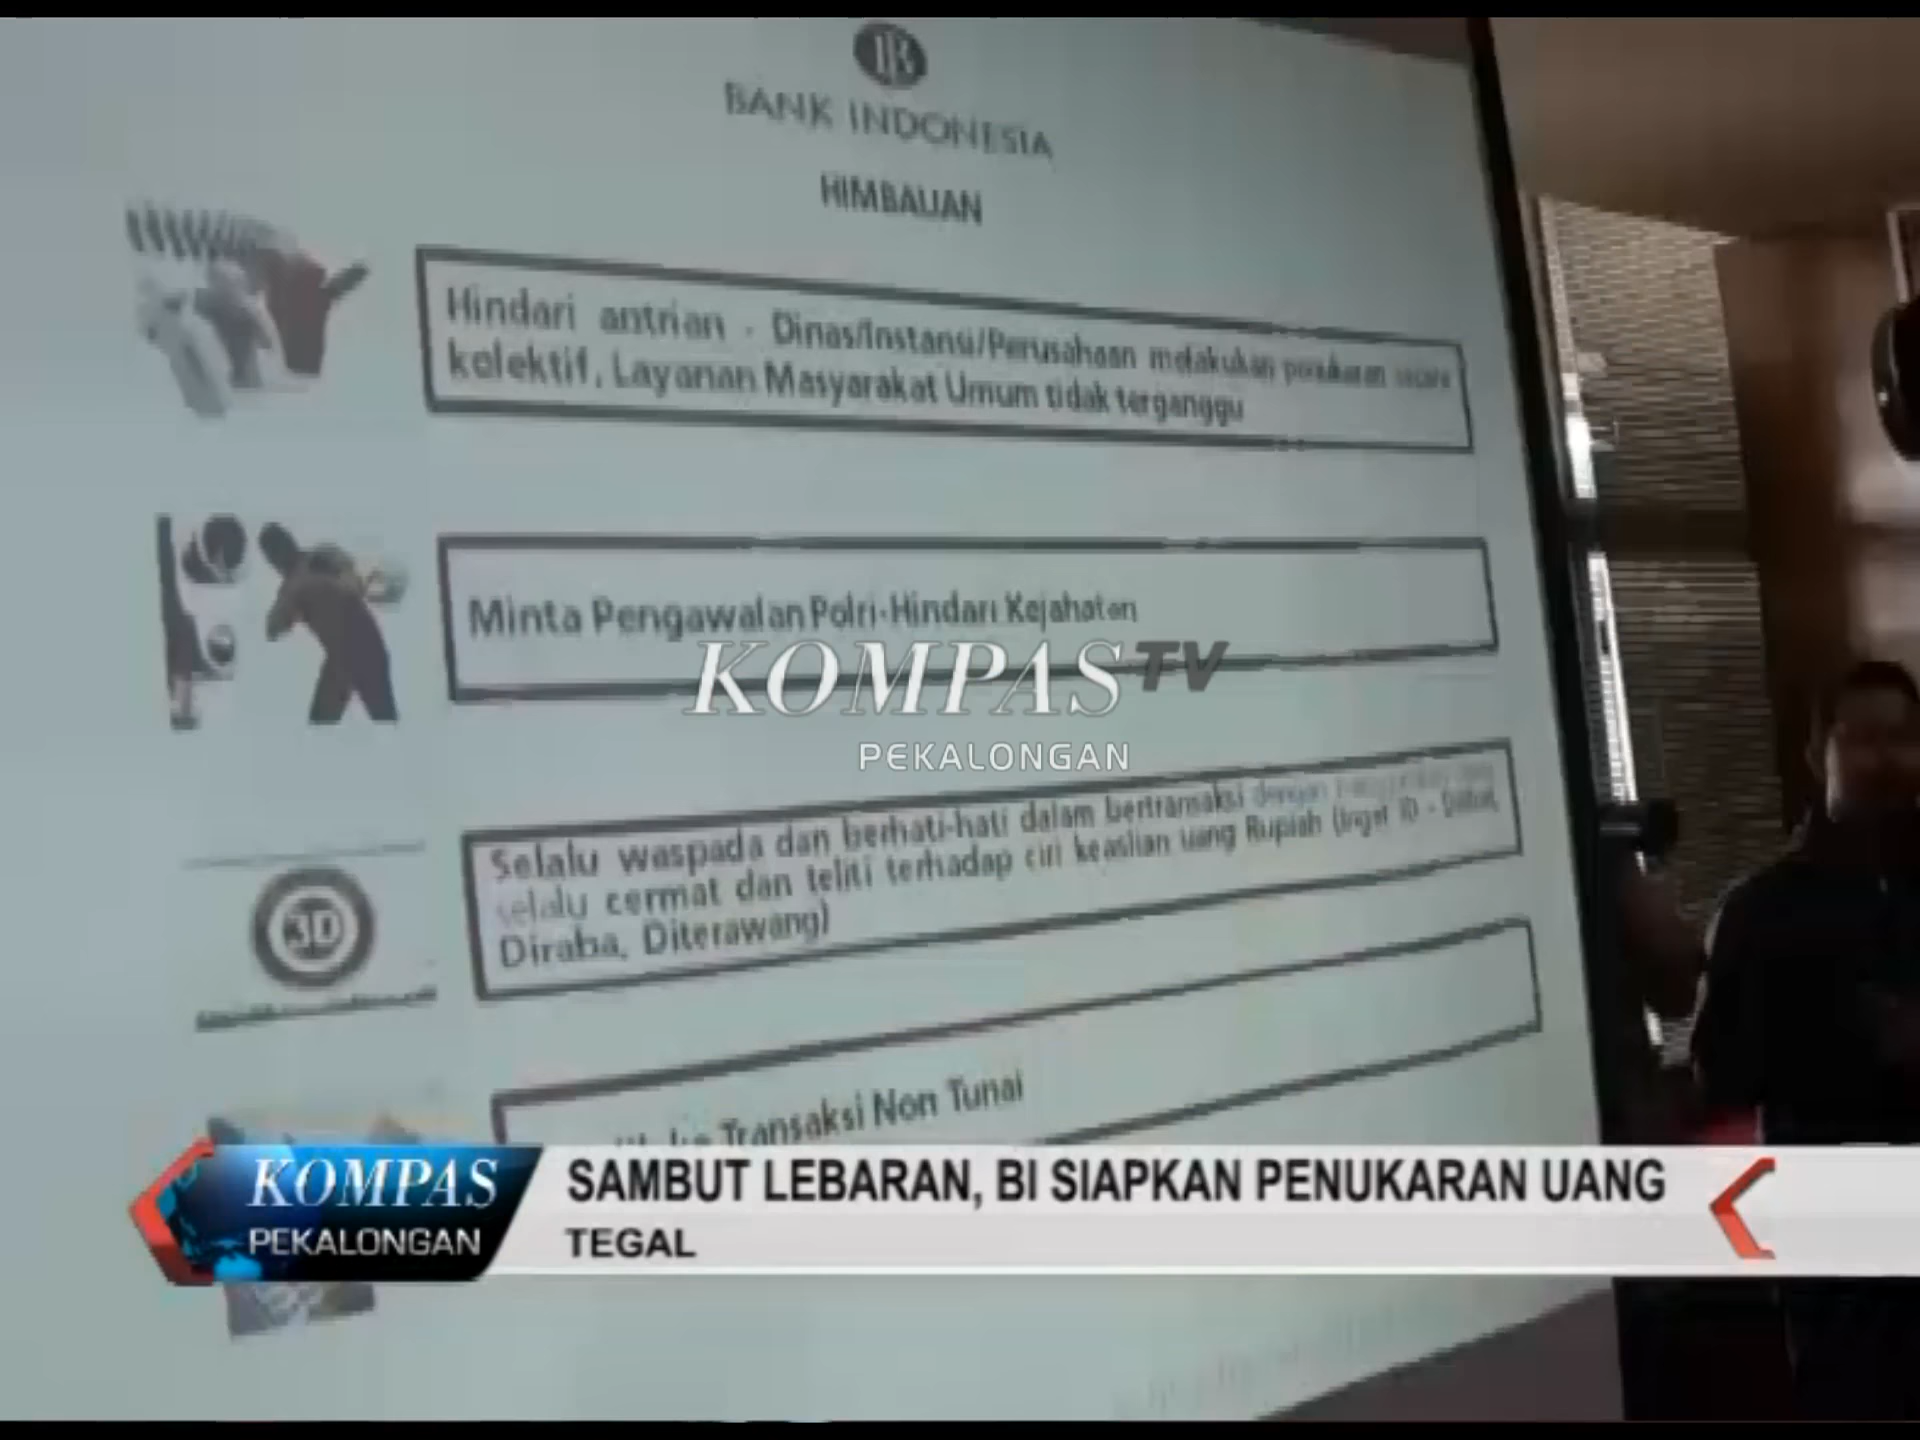 BANK INDONESIA
HIMBAUAN
Hindari antrian - Dinas/Instansi/Perusahaan melakukan penukaran secara
kolektif, Layanan Masyarakat Umum tidak terganggu
Minta Pengawalan Polri-Hindari Kejahatan
KOMPAS TV
PEKALONGAN
Selalu waspada dan berhati-hati dalam bertransaksi dengan
selalu cermat dan teliti terhadap ciri keaslian uang Rupiah (Ingat 3D - Dilihat,
Diraba, Diterawang)
3D
Transaksi Non Tunai
KOMPAS
PEKALONGAN
SAMBUT LEBARAN, BI SIAPKAN PENUKARAN UANG
TEGAL